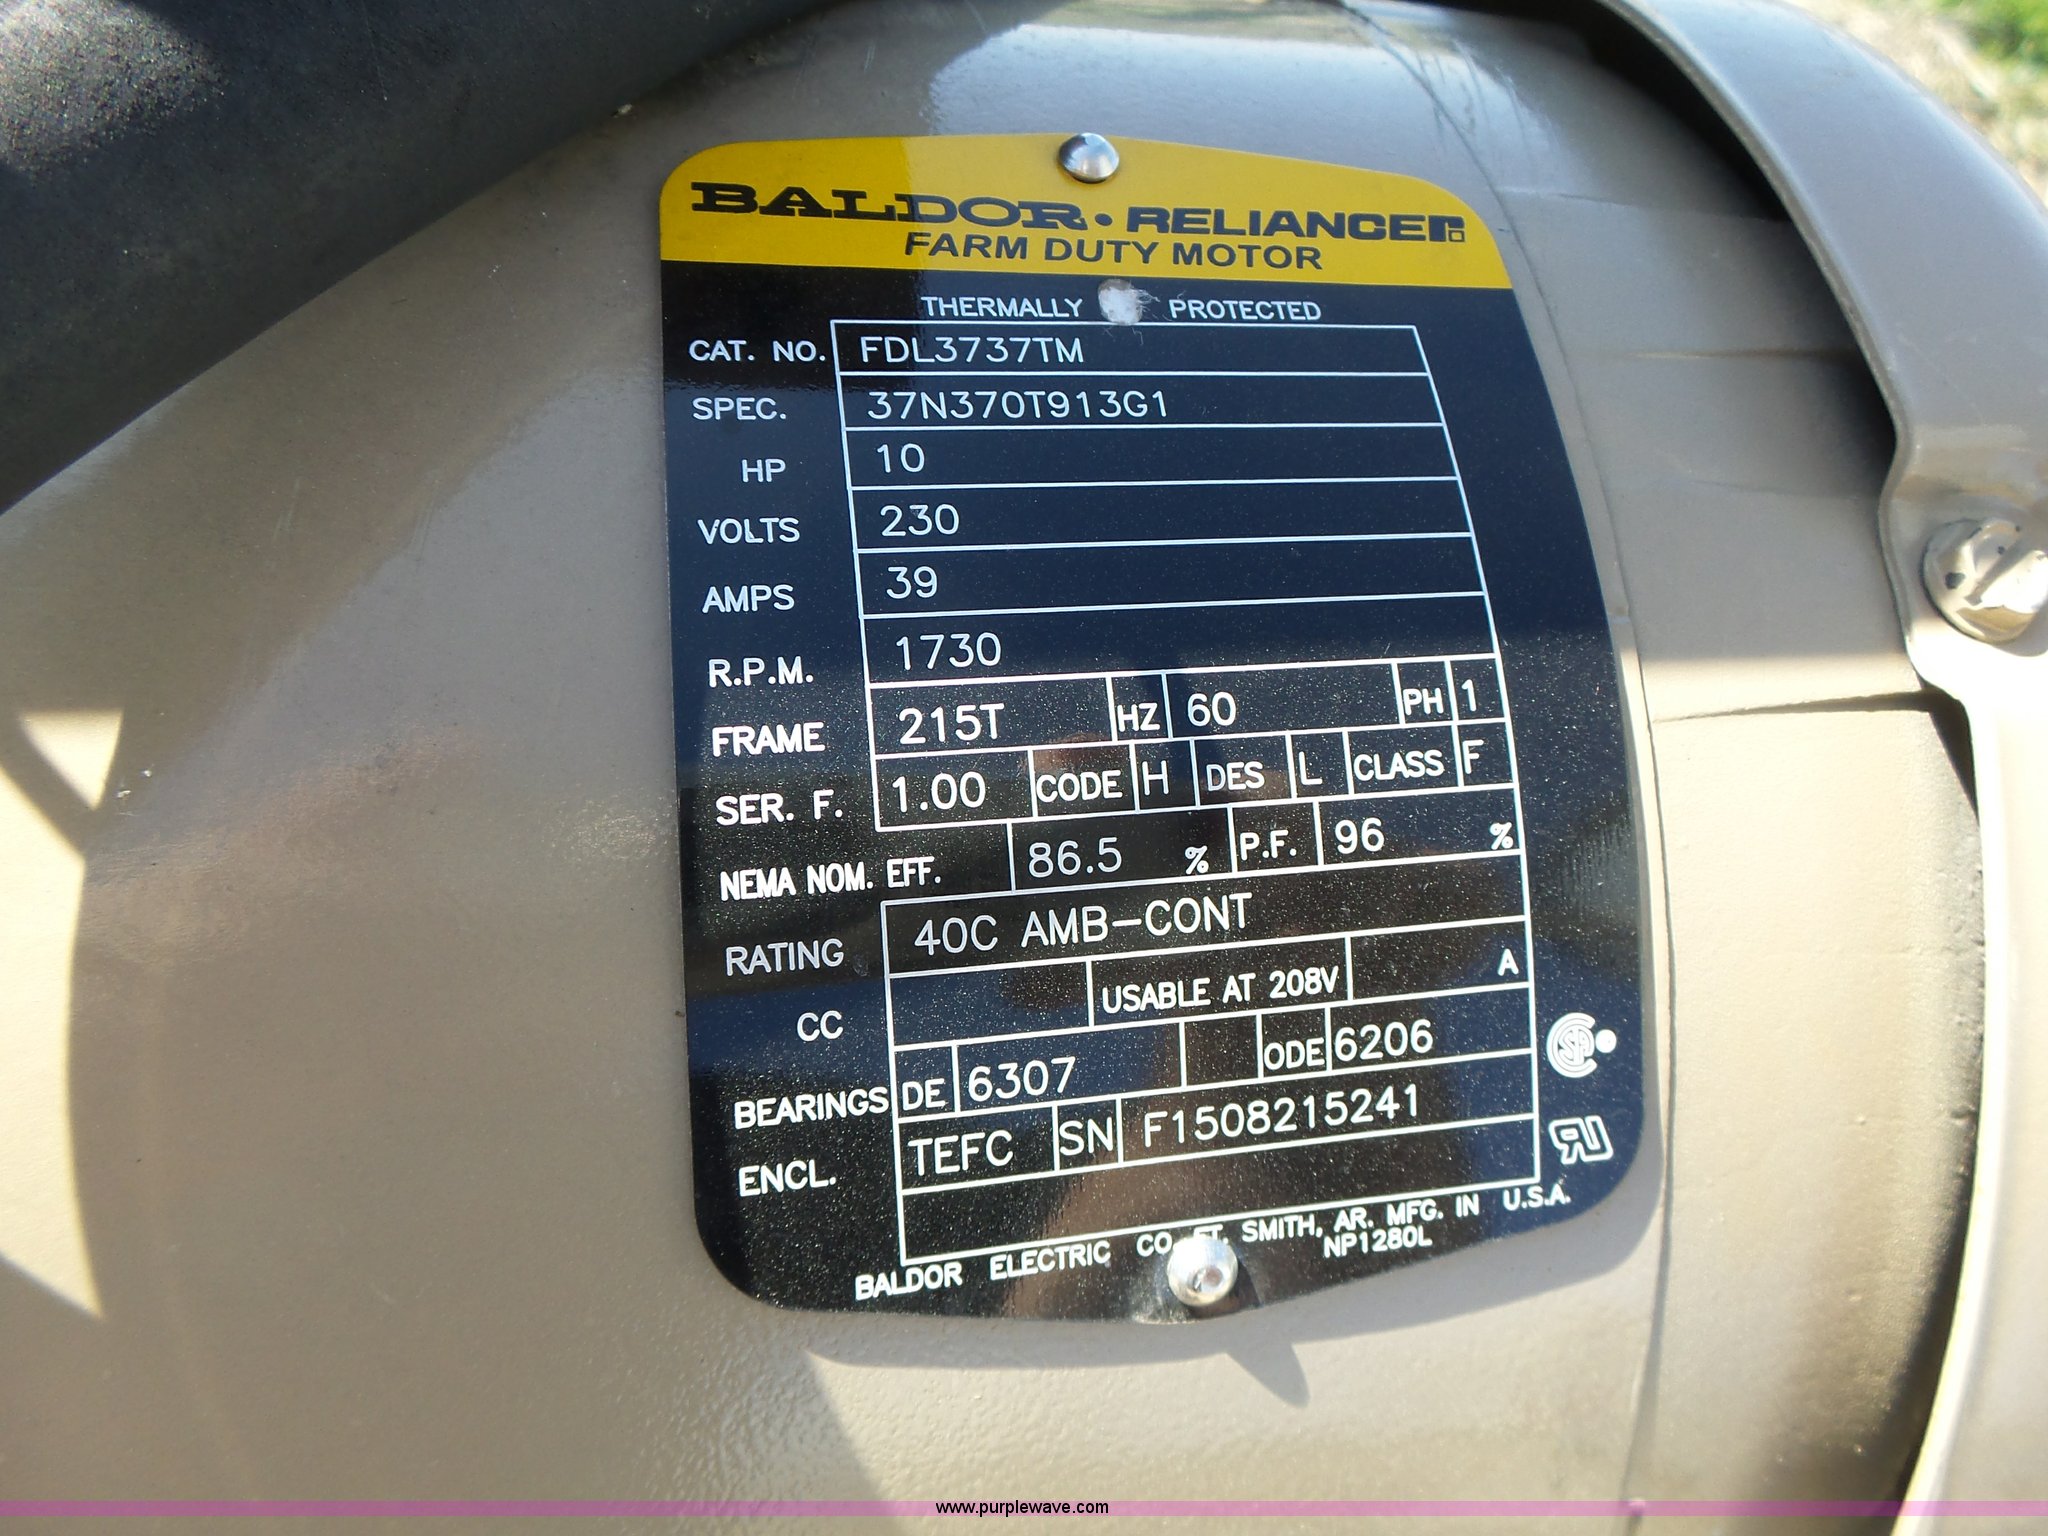 BALDOR • RELIANCER
FARM DUTY MOTOR
THERMALLY PROTECTED
CAT. NO. FDL3737TM
SPEC. 37N370T913G1
HP 10
VOLTS 230
AMPS 39
R.P.M. 1730
FRAME 215T HZ 60 PH 1
SER. F. 1.00 CODE H DES L CLASS F
NEMA NOM. EFF. 86.5 % P.F. 96 %
RATING 40C AMB-CONT
CC USABLE AT 208V A
BEARINGS DE 6307 ODE 6206
ENCL. TEFC SN F1508215241
BALDOR ELECTRIC CO. FT. SMITH, AR. MFG. IN U.S.A.
NP1280L
www.purplewave.com